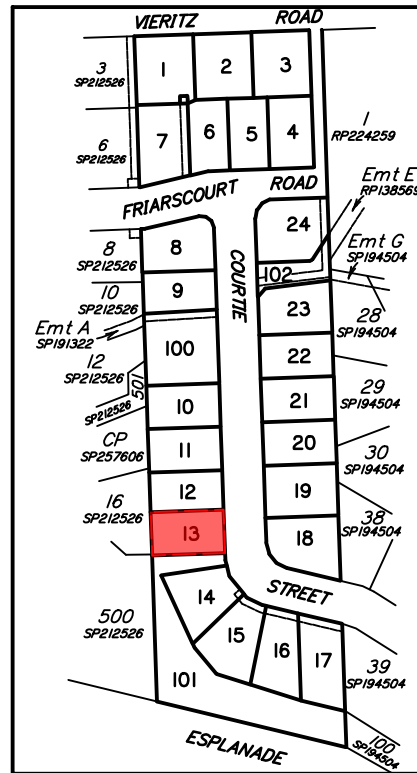 VIERITZ ROAD
3
SP212526
1
2
3
6
SP212526
7
6
5
4
1
RP224259
FRIARSCOURT ROAD
Emt E
RP138569
24
Emt G
SP194504
8
SP212526
8
COURTIE
102
10
SP212526
9
23
28
SP194504
Emt A
SP191322
12
SP212526
100
22
501
SP212526
10
21
29
SP194504
CP
SP257606
11
20
30
SP194504
12
19
16
SP212526
13
18
38
SP194504
STREET
14
500
SP212526
15
16
17
39
SP194504
101
100
SP194504
ESPLANADE